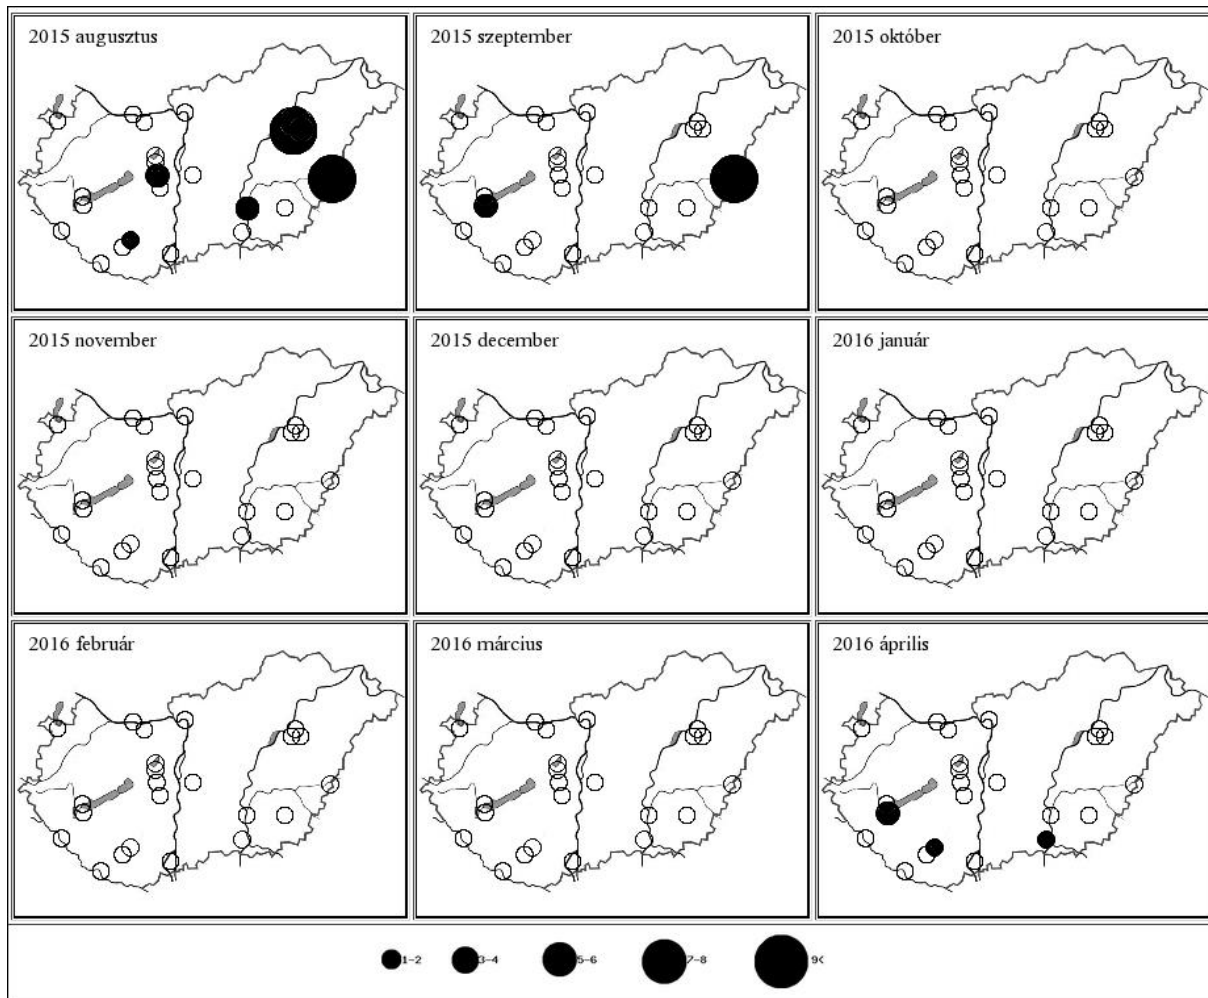 2015 augusztus
2015 szeptember
2015 október
2015 november
2015 december
2016 január
2016 február
2016 március
2016 április
1-2 3-4 5-6 7-8 9<